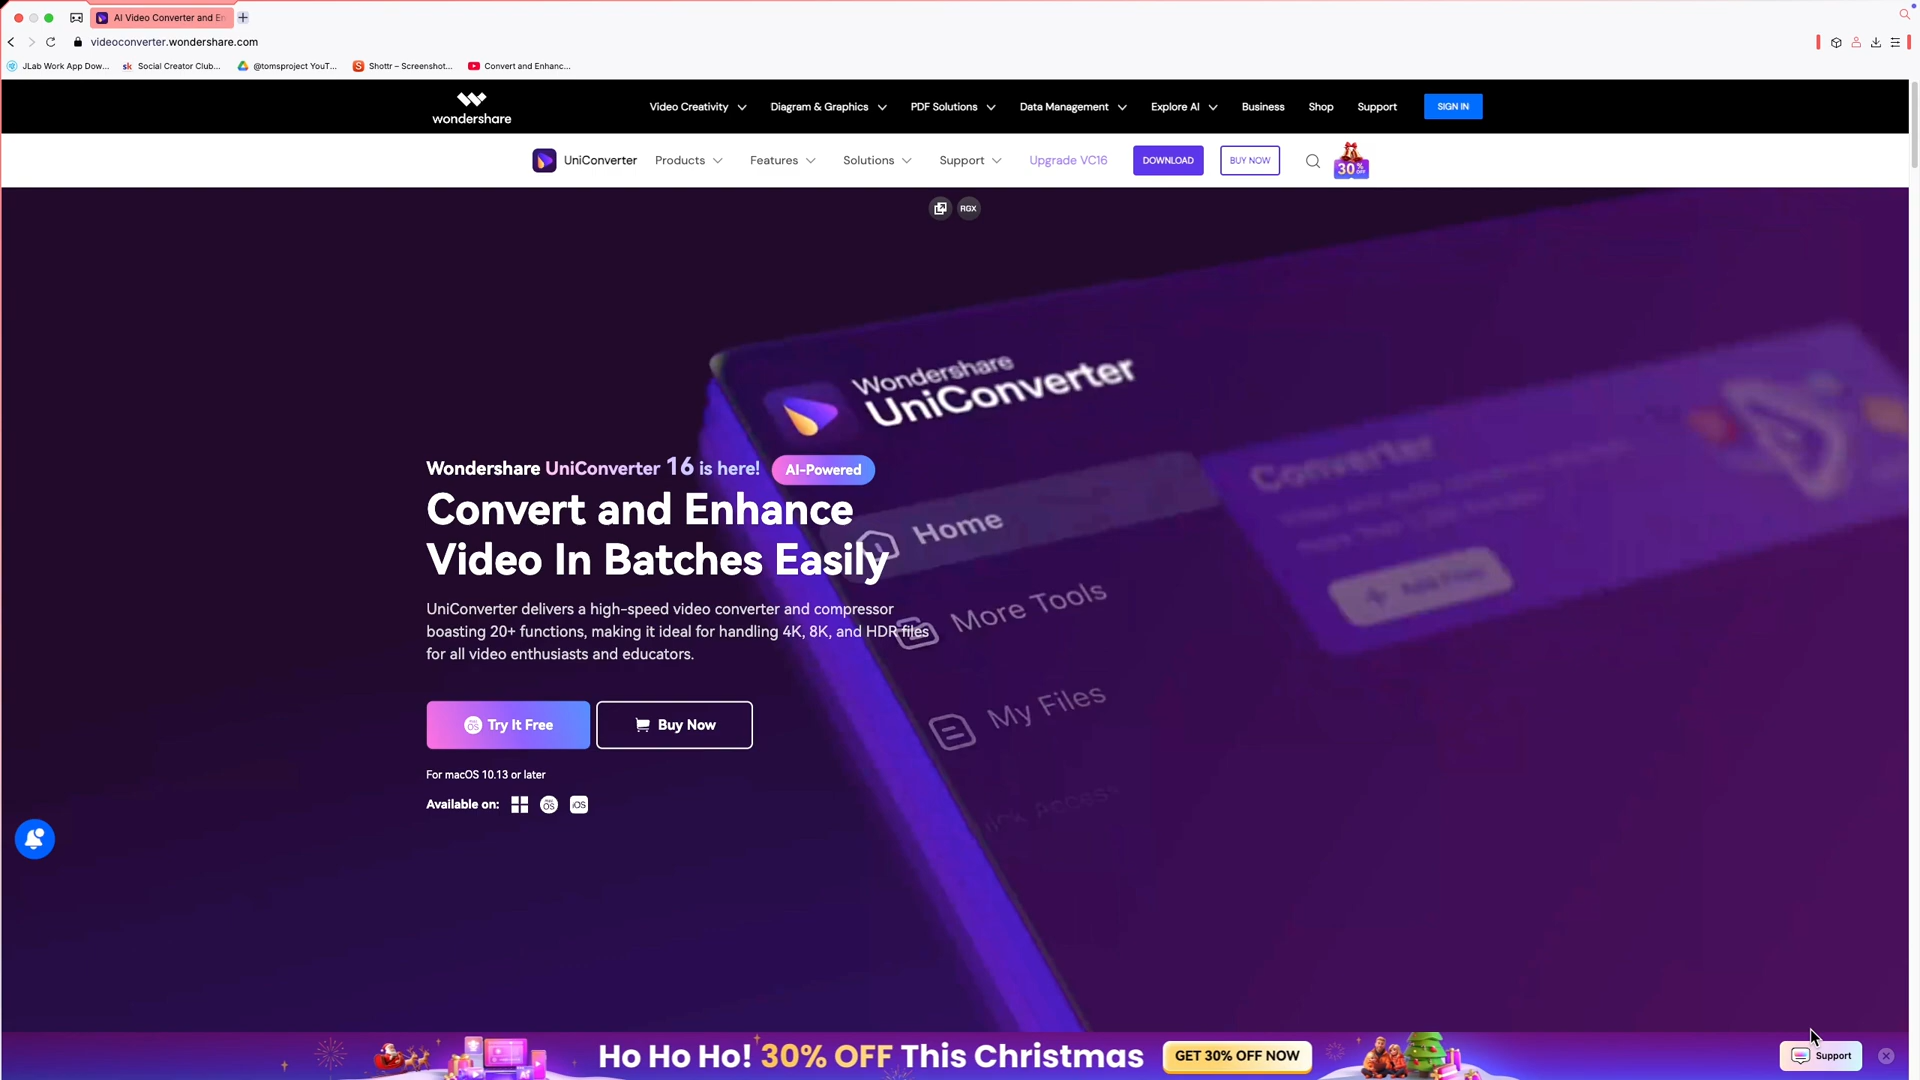 AI Video Converter and En
videoconverter.wondershare.com
JLab Work App Dow...
sk Social Creator Club...
@tomsproject YouT...
S Shottr – Screenshot...
Convert and Enhanc...
wondershare
Video Creativity
Diagram & Graphics
PDF Solutions
Data Management
Explore AI
Business
Shop
Support
SIGN IN
UniConverter
Products
Features
Solutions
Support
Upgrade VC16
DOWNLOAD
BUY NOW
30% OFF
RGX
Wondershare
UniConverter
Converter
Home
More Tools
My Files
Wondershare UniConverter 16 is here! AI-Powered
Convert and Enhance
Video In Batches Easily
UniConverter delivers a high-speed video converter and compressor
boasting 20+ functions, making it ideal for handling 4K, 8K, and HDR files
for all video enthusiasts and educators.
Try It Free
Buy Now
For macOS 10.13 or later
Available on:
iOS
Ho Ho Ho! 30% OFF This Christmas
GET 30% OFF NOW
Support